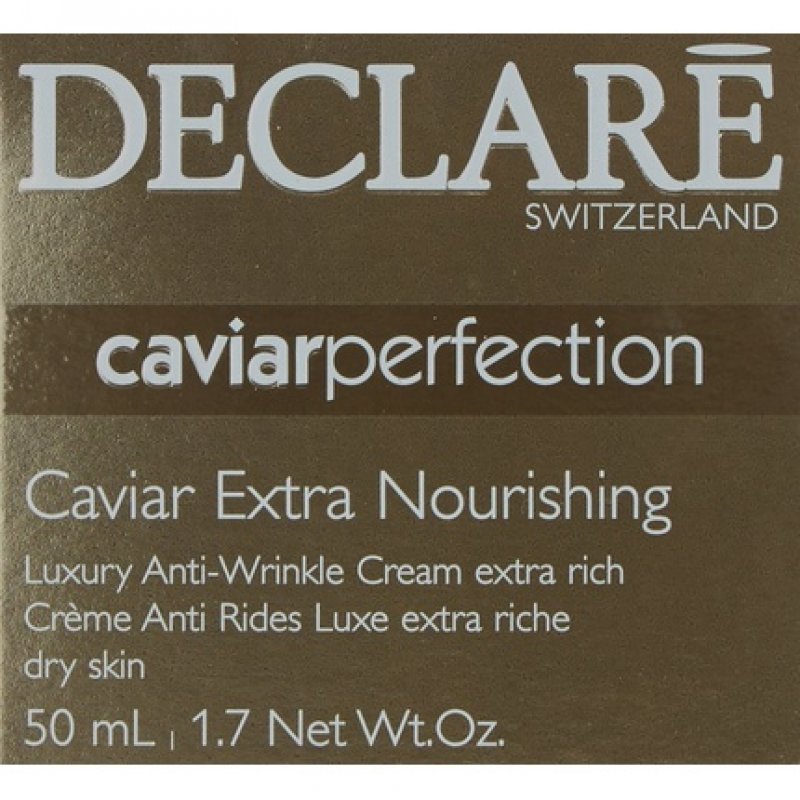 DECLARĒ
SWITZERLAND
caviarperfection
Caviar Extra Nourishing
Luxury Anti-Wrinkle Cream extra rich
Crème Anti Rides Luxe extra riche
dry skin
50 mL | 1.7 Net Wt.Oz.